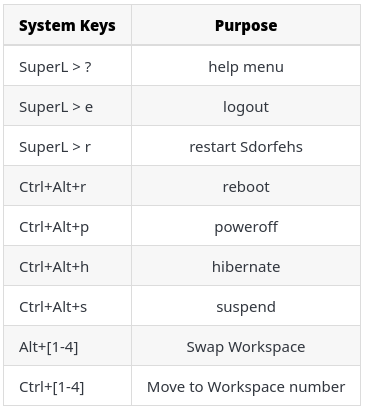 System Keys Purpose
SuperL > ? help menu
SuperL > e logout
SuperL > r restart Sdorfehs
Ctrl+Alt+r reboot
Ctrl+Alt+p poweroff
Ctrl+Alt+h hibernate
Ctrl+Alt+s suspend
Alt+[1-4] Swap Workspace
Ctrl+[1-4] Move to Workspace number